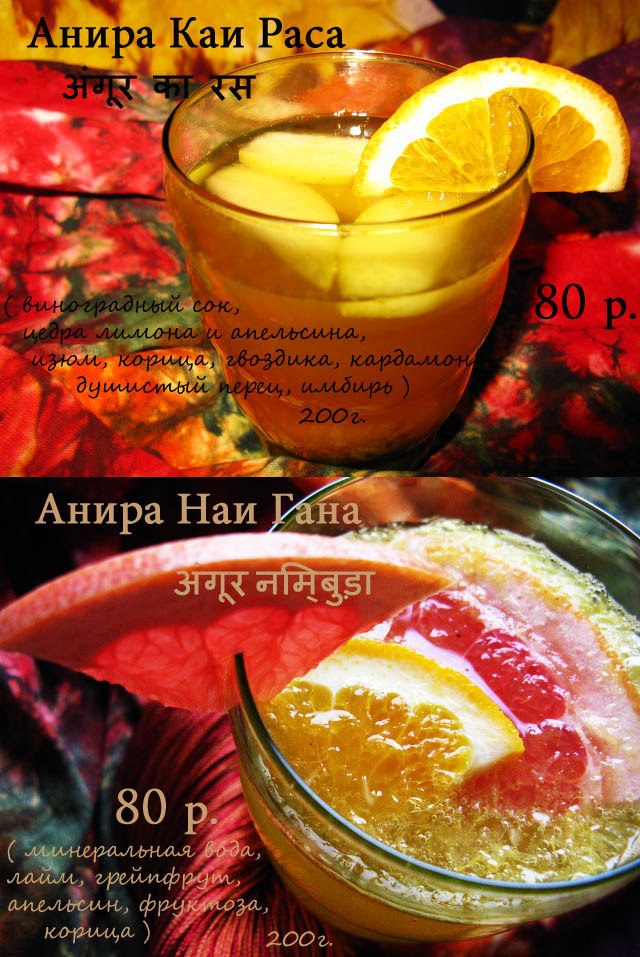 Анира Каи Раса
अंगूर का रस
( виноградный сок,
цедра лимона и апельсина,
изюм, корица, гвоздика, кардамон,
душистый перец, имбирь )
200г.
80 р.
Анира Наи Гана
अंगूर निम्बुड़ा
80 р.
( минеральная вода,
лайм, грейпфрут,
апельсин, фруктоза,
корица )
200г.